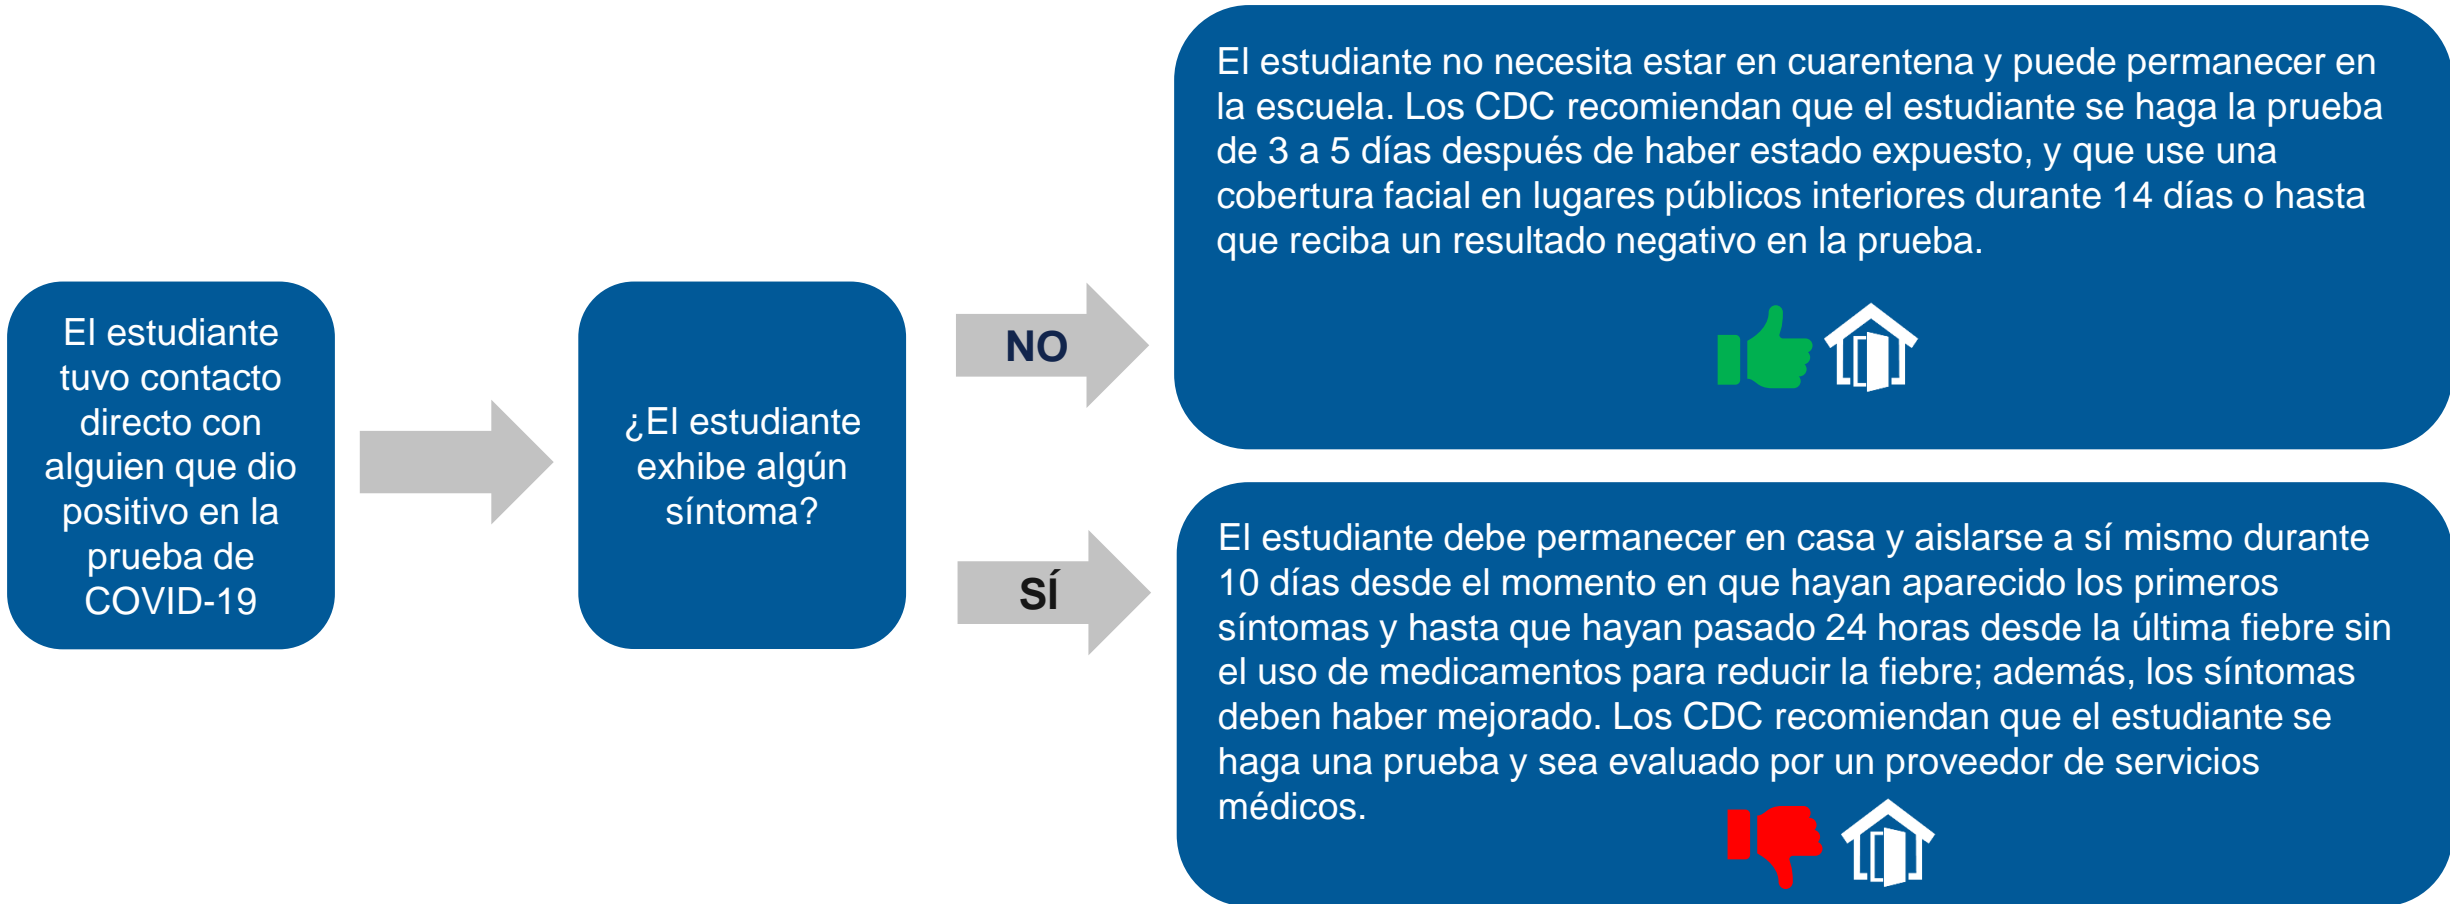 El estudiante
tuvo contacto
directo con
alguien que dio
positivo en la
prueba de
COVID-19
¿El estudiante
exhibe algún
síntoma?
NO
El estudiante no necesita estar en cuarentena y puede permanecer en
la escuela. Los CDC recomiendan que el estudiante se haga la prueba
de 3 a 5 días después de haber estado expuesto, y que use una
cobertura facial en lugares públicos interiores durante 14 días o hasta
que reciba un resultado negativo en la prueba.
SÍ
El estudiante debe permanecer en casa y aislarse a sí mismo durante
10 días desde el momento en que hayan aparecido los primeros
síntomas y hasta que hayan pasado 24 horas desde la última fiebre sin
el uso de medicamentos para reducir la fiebre; además, los síntomas
deben haber mejorado. Los CDC recomiendan que el estudiante se
haga una prueba y sea evaluado por un proveedor de servicios
médicos.